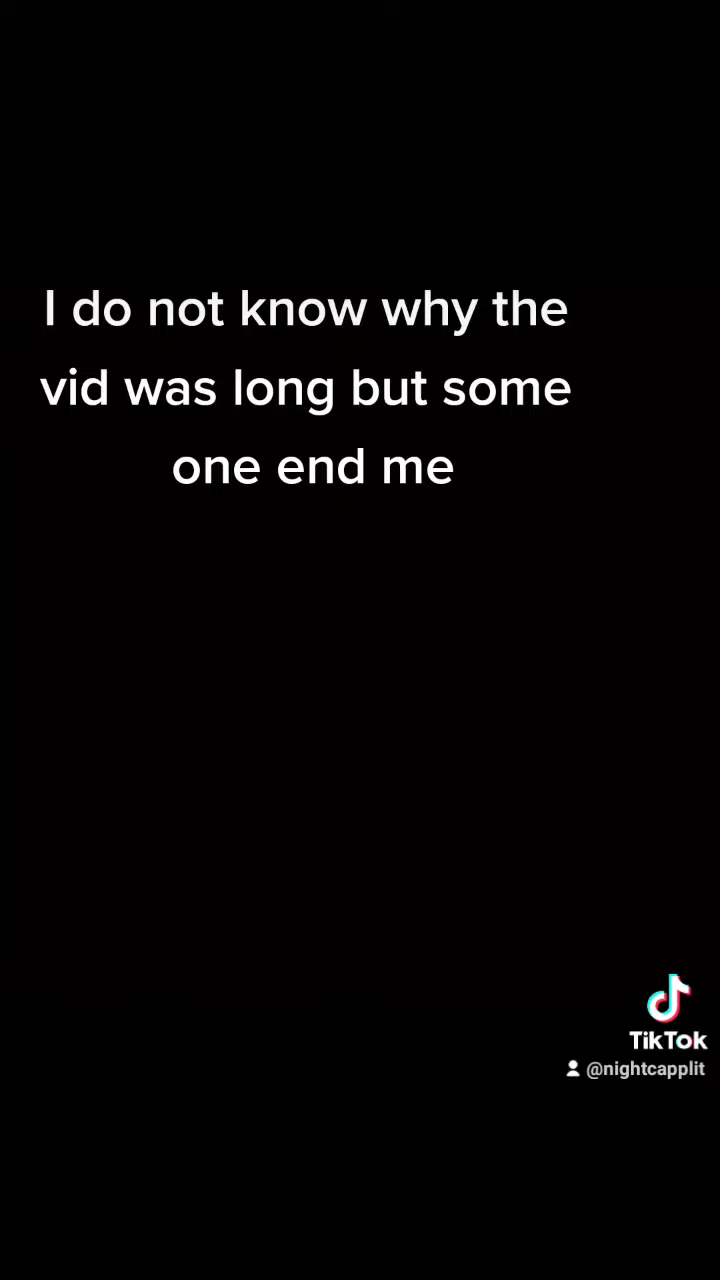 I do not know why the
vid was long but some
one end me
TikTok
@nightcapplit